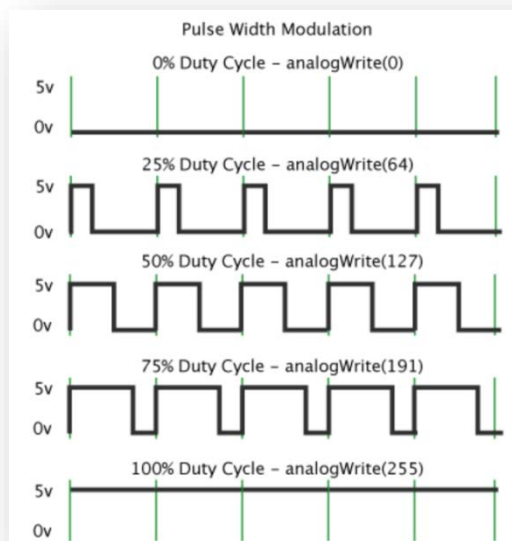 Pulse Width Modulation
0% Duty Cycle – analogWrite(0)
5v
0v
25% Duty Cycle – analogWrite(64)
5v
0v
50% Duty Cycle – analogWrite(127)
5v
0v
75% Duty Cycle – analogWrite(191)
5v
0v
100% Duty Cycle – analogWrite(255)
5v
0v